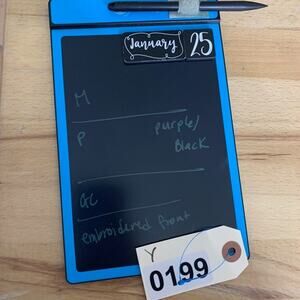 January 25
M
P purple/
Black
GC
embroidered front
Y
0199